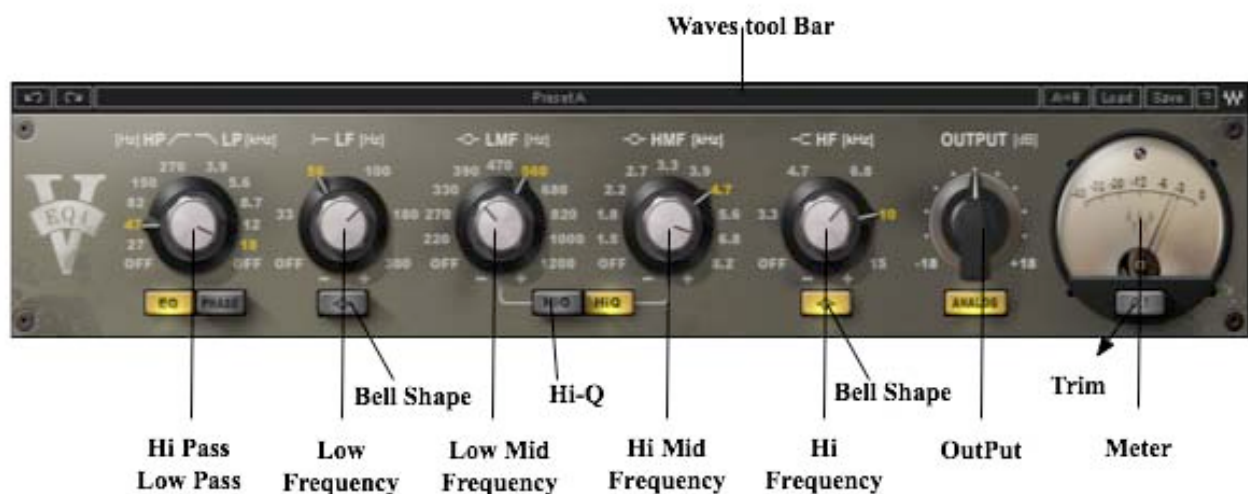 Waves tool Bar
PresetA
A→B Load Save ?
[Hz] HP LP [kHz]
LF [Hz]
LMF [Hz]
HMF [kHz]
HF [kHz]
OUTPUT [dB]
270 3.9
150 5.6
82 8.7
47 12
27 18
OFF OFF
56 100
33 180
OFF 300
390 470 560
330 680
270 820
220 1000
OFF 1200
2.7 3.3 3.9
2.2 4.7
1.8 5.6
1.5 6.8
OFF 8.2
4.7 6.8
3.3 10
OFF 15
-18 +18
V
EQ4
EQ PHASE
Hi-Q Hi-Q
ANALOG
Bell Shape
Hi-Q
Bell Shape
Trim
Hi Pass
Low Pass
Low
Frequency
Low Mid
Frequency
Hi Mid
Frequency
Hi
Frequency
OutPut
Meter